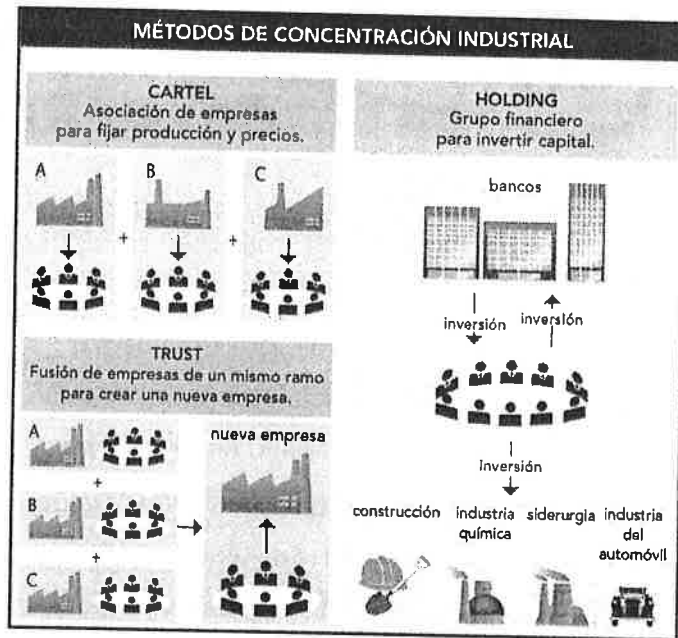 MÉTODOS DE CONCENTRACIÓN INDUSTRIAL
CARTEL
Asociación de empresas
para fijar producción y precios.
A
B
C
+
+
TRUST
Fusión de empresas de un mismo ramo
para crear una nueva empresa.
A
+
B
+
C
nueva empresa
HOLDING
Grupo financiero
para invertir capital.
bancos
inversión
inversión
inversión
construcción
industria
química
siderurgia
industria
del
automóvil